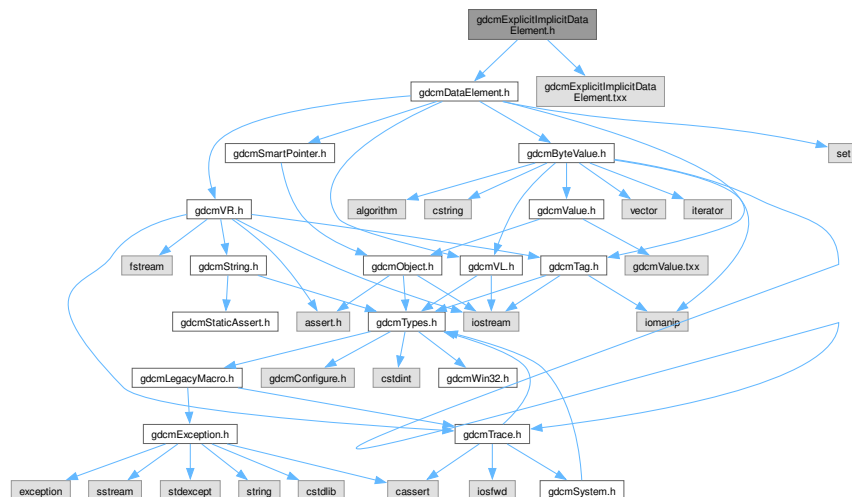 gdcmExplicitImplicitData
Element.h
gdcmDataElement.h
gdcmExplicitImplicitData
Element.txx
gdcmSmartPointer.h
gdcmByteValue.h
set
gdcmVR.h
algorithm
cstring
gdcmValue.h
vector
iterator
fstream
gdcmString.h
gdcmObject.h
gdcmVL.h
gdcmTag.h
gdcmValue.txx
gdcmStaticAssert.h
assert.h
gdcmTypes.h
iostream
iomanip
gdcmLegacyMacro.h
gdcmConfigure.h
cstdint
gdcmWin32.h
gdcmException.h
gdcmTrace.h
exception
sstream
stdexcept
string
cstdlib
cassert
iosfwd
gdcmSystem.h